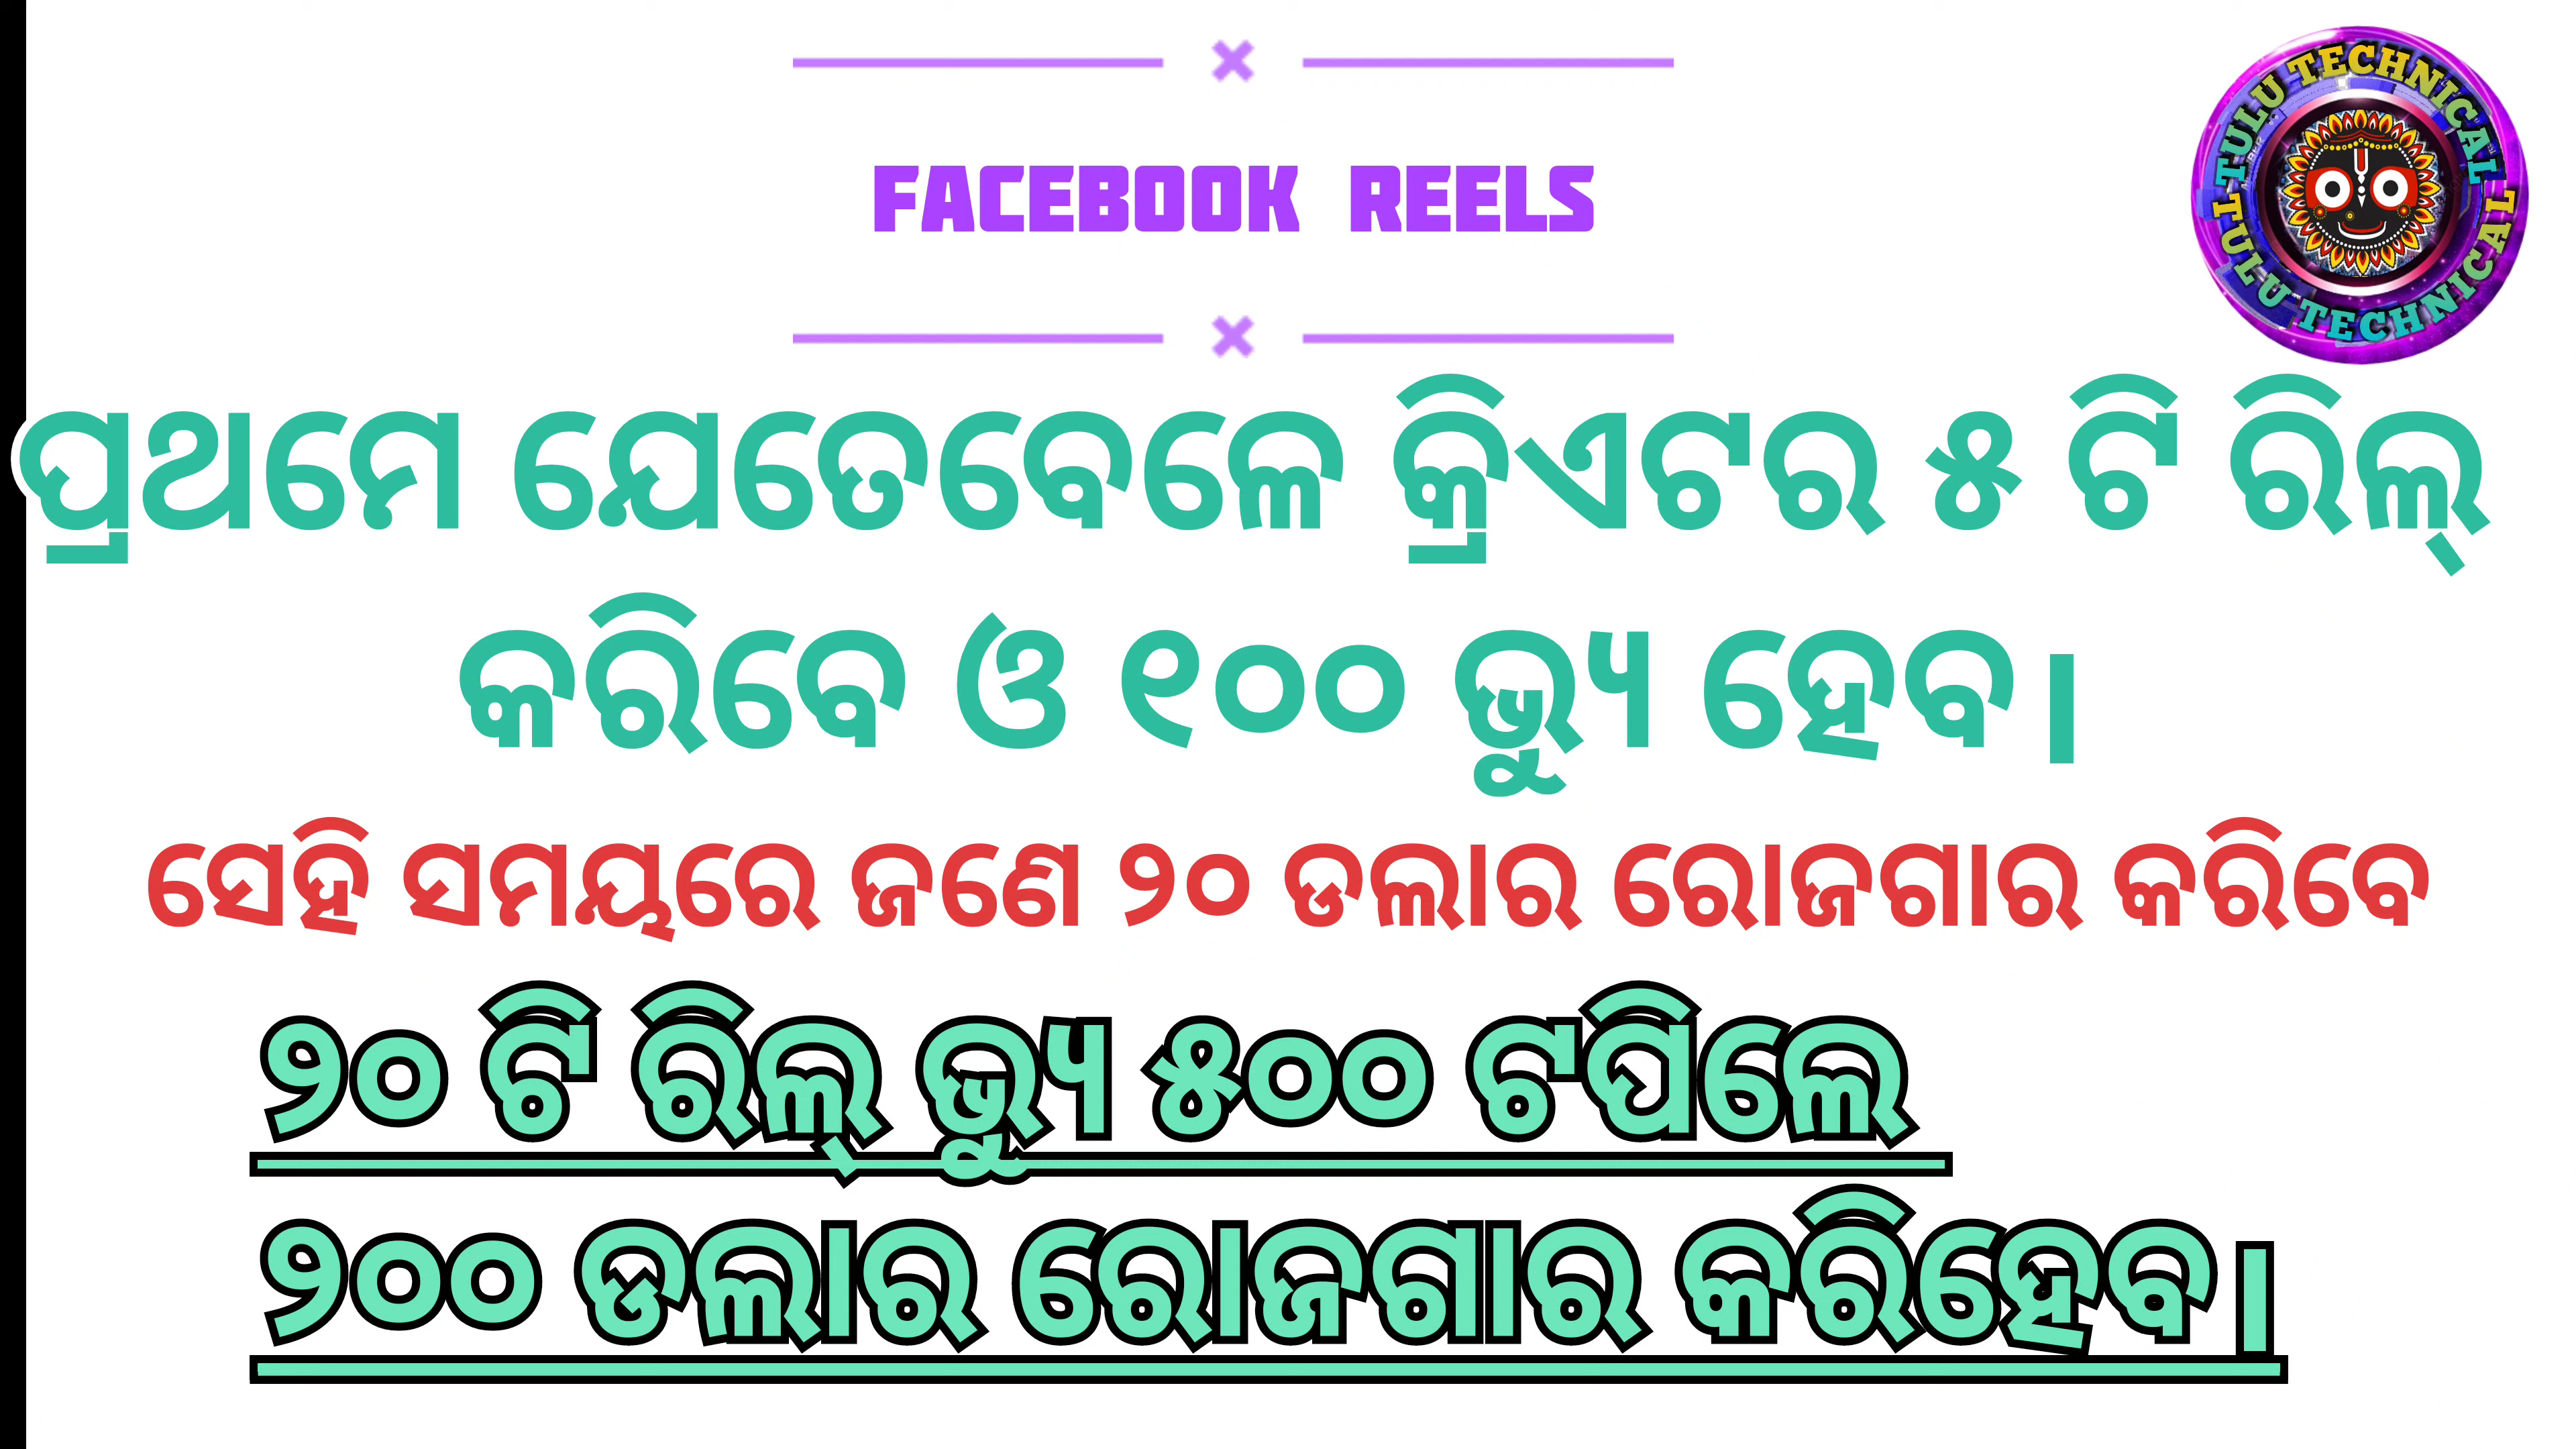 FACEBOOK REELS
TULU TECHNICAL
TULU TECHNICAL
ପ୍ରଥମେ ଯେତେବେଳେ କ୍ରିଏଟର ୫ ଟି ରିଲ୍
କରିବେ ଓ ୧୦୦ ଭ୍ୟୁ ହେବ।
ସେହି ସମୟରେ ଜଣେ ୨୦ ଡଲାର ରୋଜଗାର କରିବେ
୨୦ ଟି ରିଲ୍ ଭ୍ୟୁ ୫୦୦ ଟପିଲେ
୨୦୦ ଡଲାର ରୋଜଗାର କରିହେବ।